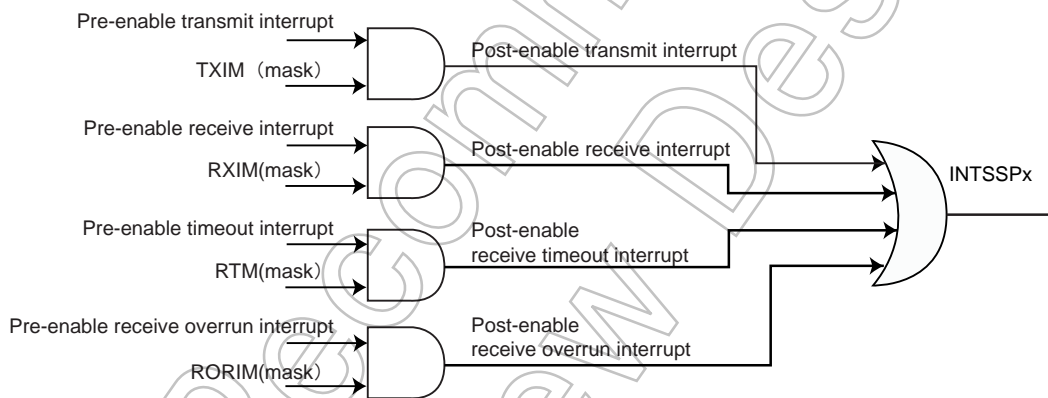 Pre-enable transmit interrupt
TXIM （mask）
Post-enable transmit interrupt
Pre-enable receive interrupt
RXIM(mask）
Post-enable receive interrupt
INTSSPx
Pre-enable timeout interrupt
RTM(mask）
Post-enable
receive timeout interrupt
Pre-enable receive overrun interrupt
RORIM(mask）
Post-enable
receive overrun interrupt